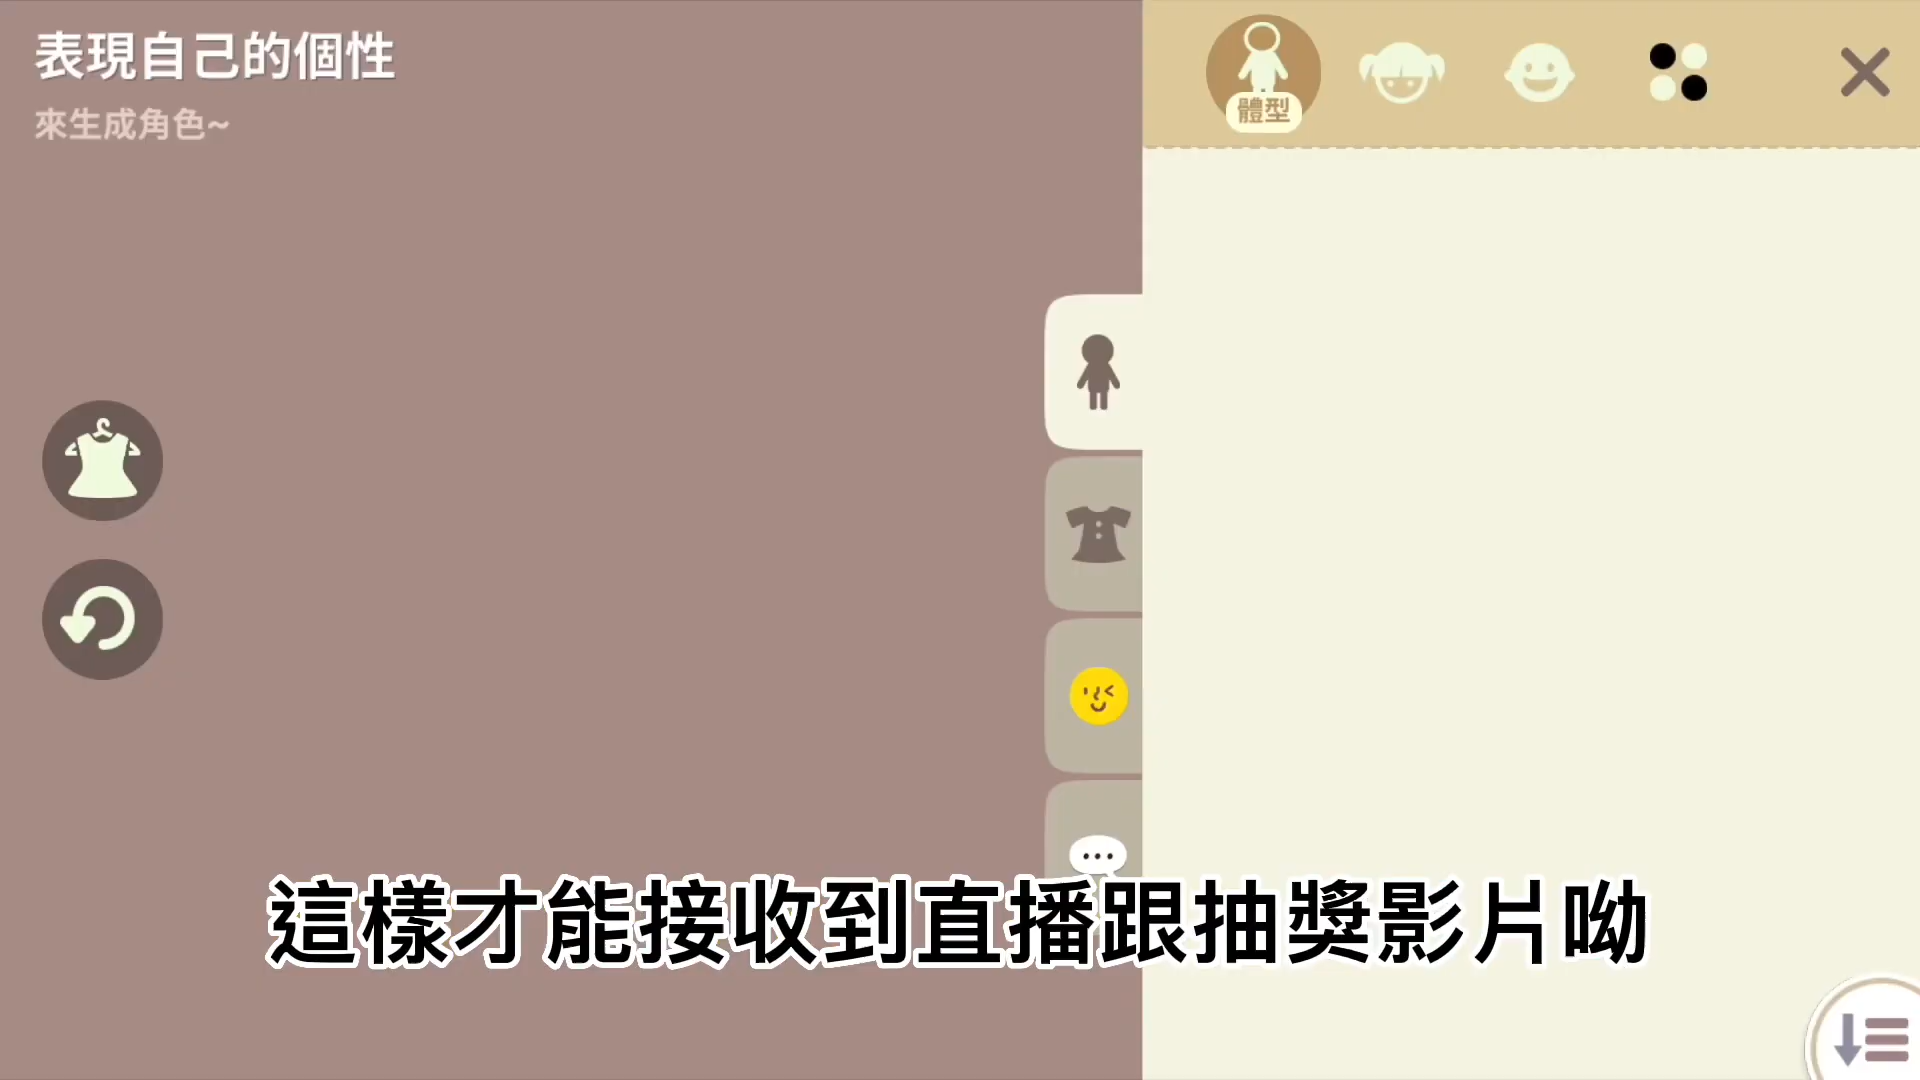 表現自己的個性
來生成角色~
體型
這樣才能接收到直播跟抽獎影片呦